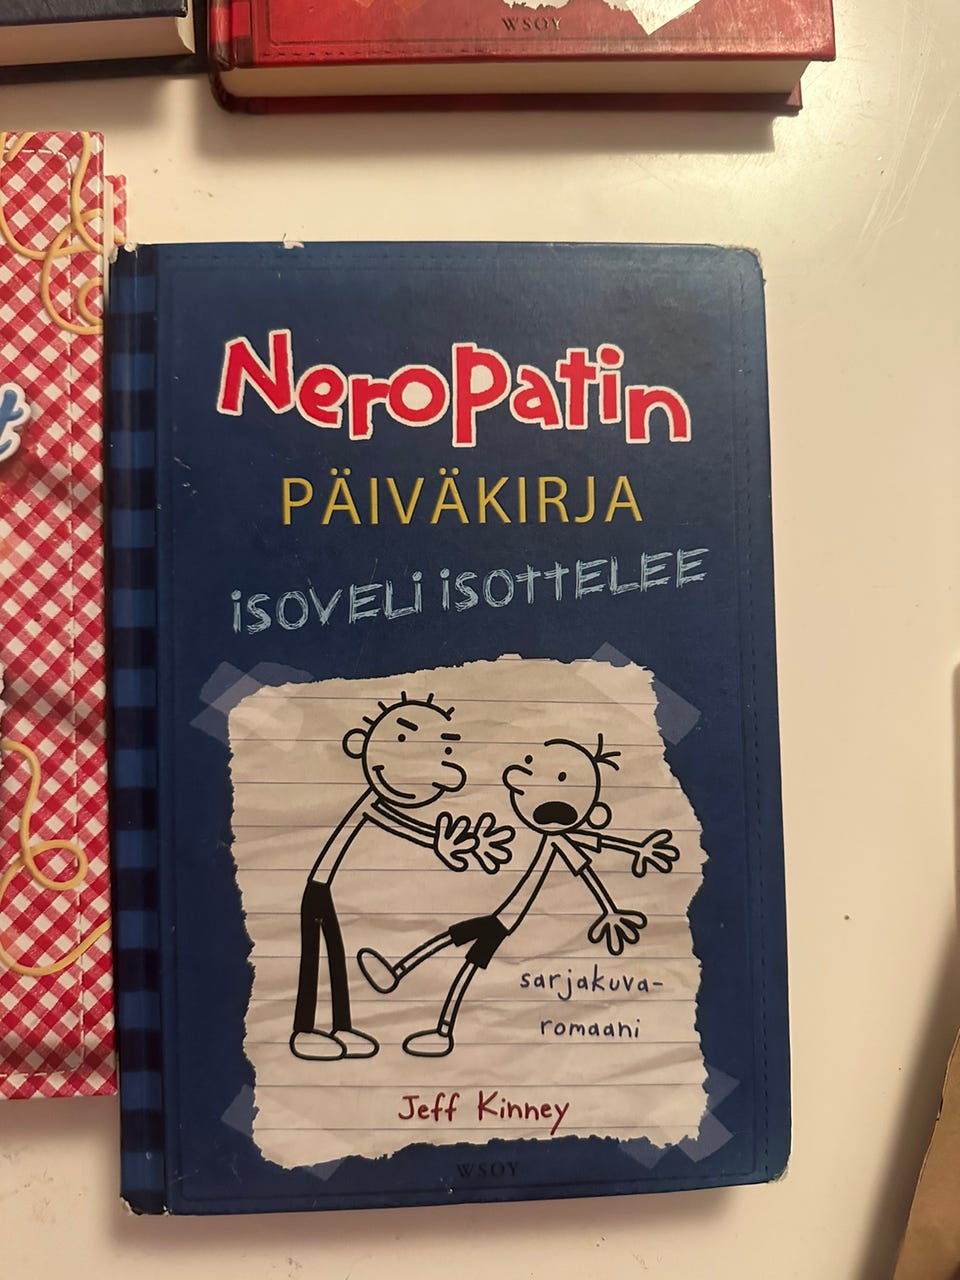 WSOY
Neropatin
PÄIVÄKIRJA
iSOVELi iSOTTELEE
sarjakuva-
romaani
Jeff Kinney
WSOY